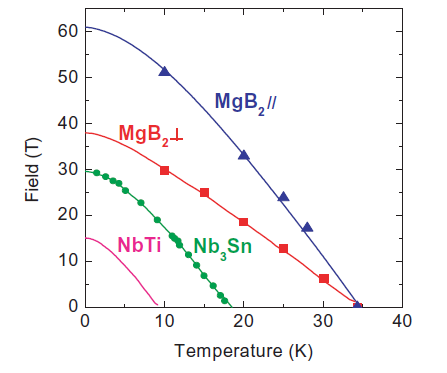 60
50
40
30
20
10
0
0 10 20 30 40
Field (T)
Temperature (K)
MgB₂//
MgB₂⊥
NbTi
Nb₃Sn